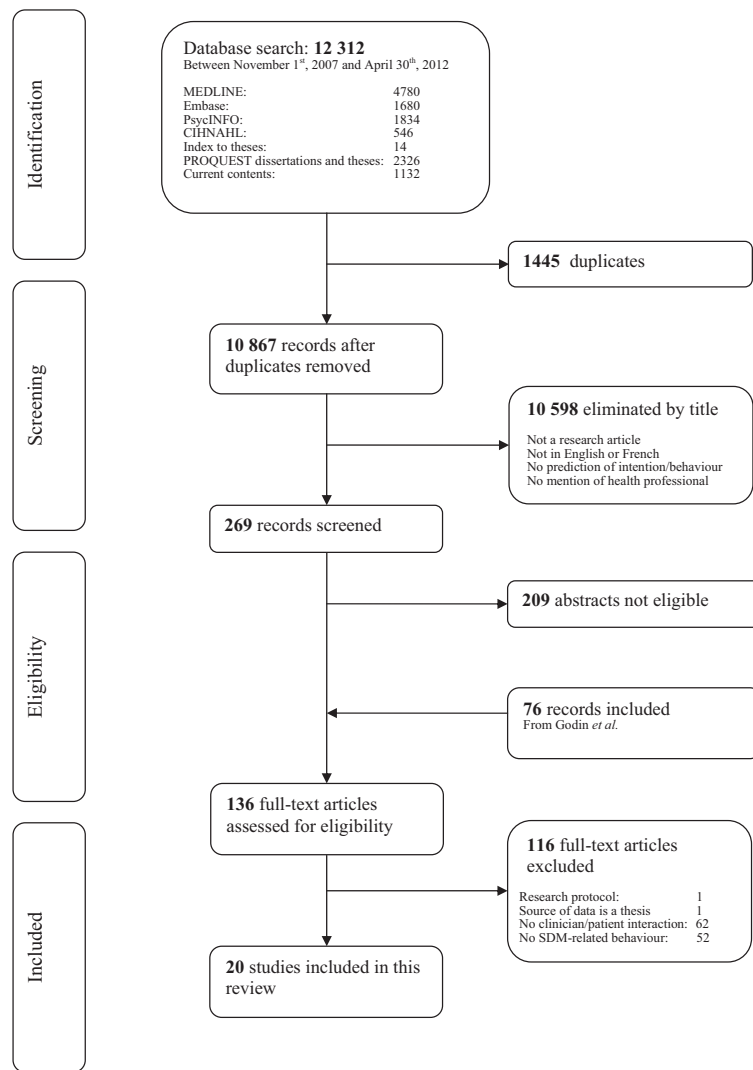 Identification
Database search: 12 312
Between November 1st, 2007 and April 30th, 2012
MEDLINE: 4780
Embase: 1680
PsycINFO: 1834
CIHNAHL: 546
Index to theses: 14
PROQUEST dissertations and theses: 2326
Current contents: 1132
1445 duplicates
Screening
10 867 records after
duplicates removed
10 598 eliminated by title
Not a research article
Not in English or French
No prediction of intention/behaviour
No mention of health professional
269 records screened
Eligibility
209 abstracts not eligible
76 records included
From Godin et al.
136 full-text articles
assessed for eligibility
Included
116 full-text articles
excluded
Research protocol: 1
Source of data is a thesis 1
No clinician/patient interaction: 62
No SDM-related behaviour: 52
20 studies included in this
review